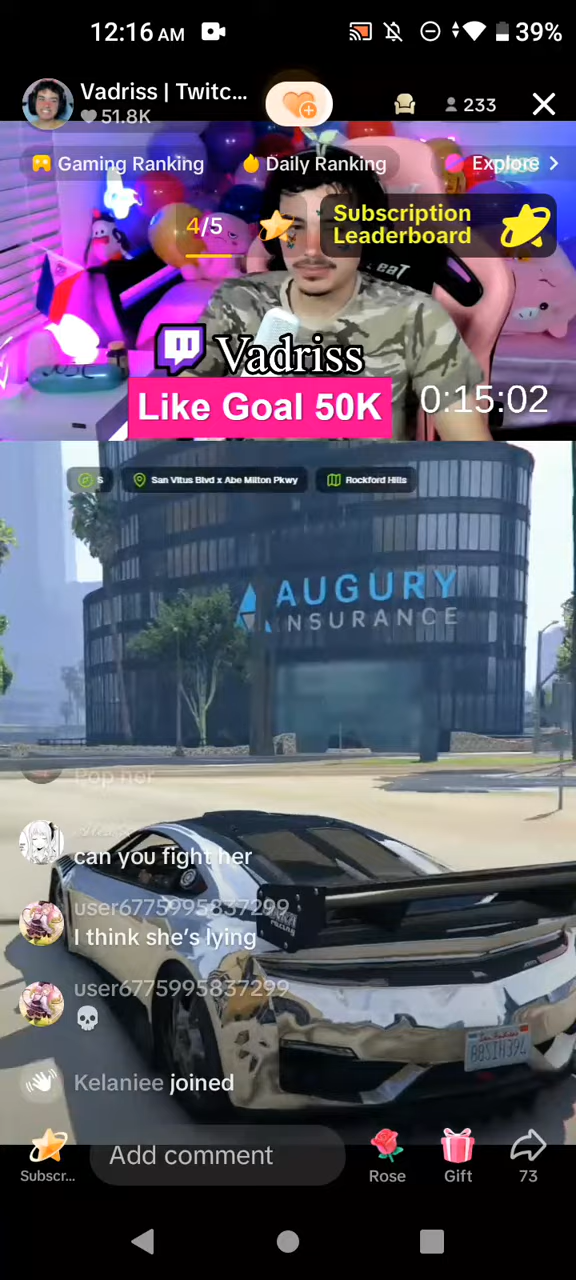 12:16 AM
39%
Vadriss | Twitc...
51.8K
233
Gaming Ranking
Daily Ranking
Explore
4/5
Subscription
Leaderboard
Vadriss
Like Goal 50K
0:15:02
S
San Vitus Blvd x Abe Milton Pkwy
Rockford Hills
AUGURY
INSURANCE
Pop her
can you fight her
user6775995837299
I think she's lying
user6775995837299
Kelaniee joined
Subscr...
Add comment
Rose
Gift
73